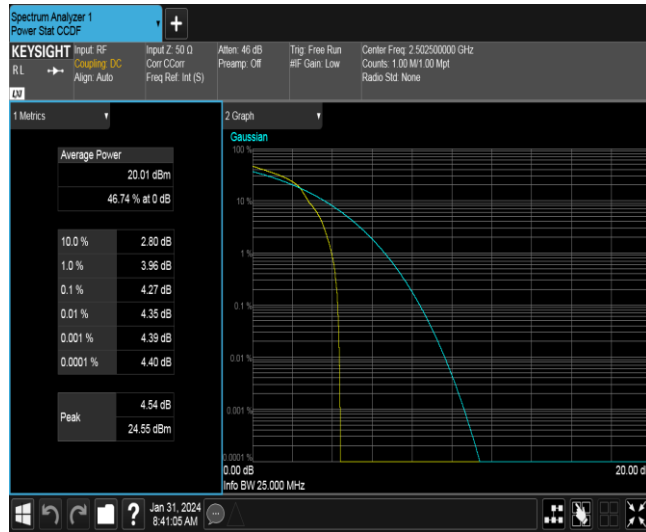 Spectrum Analyzer 1
Power Stat CCDF
+
KEYSIGHT
RL
LXI
Input: RF
Coupling: DC
Align: Auto
Input Z: 50 Ω
Corr CCorr
Freq Ref: Int (S)
Atten: 46 dB
Preamp: Off
Trig: Free Run
#IF Gain: Low
Center Freq: 2.502500000 GHz
Counts: 1.00 M/1.00 Mpt
Radio Std: None
1 Metrics
Average Power
20.01 dBm
46.74 % at 0 dB
10.0 % 2.80 dB
1.0 % 3.96 dB
0.1 % 4.27 dB
0.01 % 4.35 dB
0.001 % 4.39 dB
0.0001 % 4.40 dB
Peak
4.54 dB
24.55 dBm
2 Graph
Gaussian
100 %
10 %
1 %
0.1 %
0.01 %
0.001 %
0.0001 %
0.00 dB
20.00 d
Info BW 25.000 MHz
?
Jan 31, 2024
8:41:05 AM